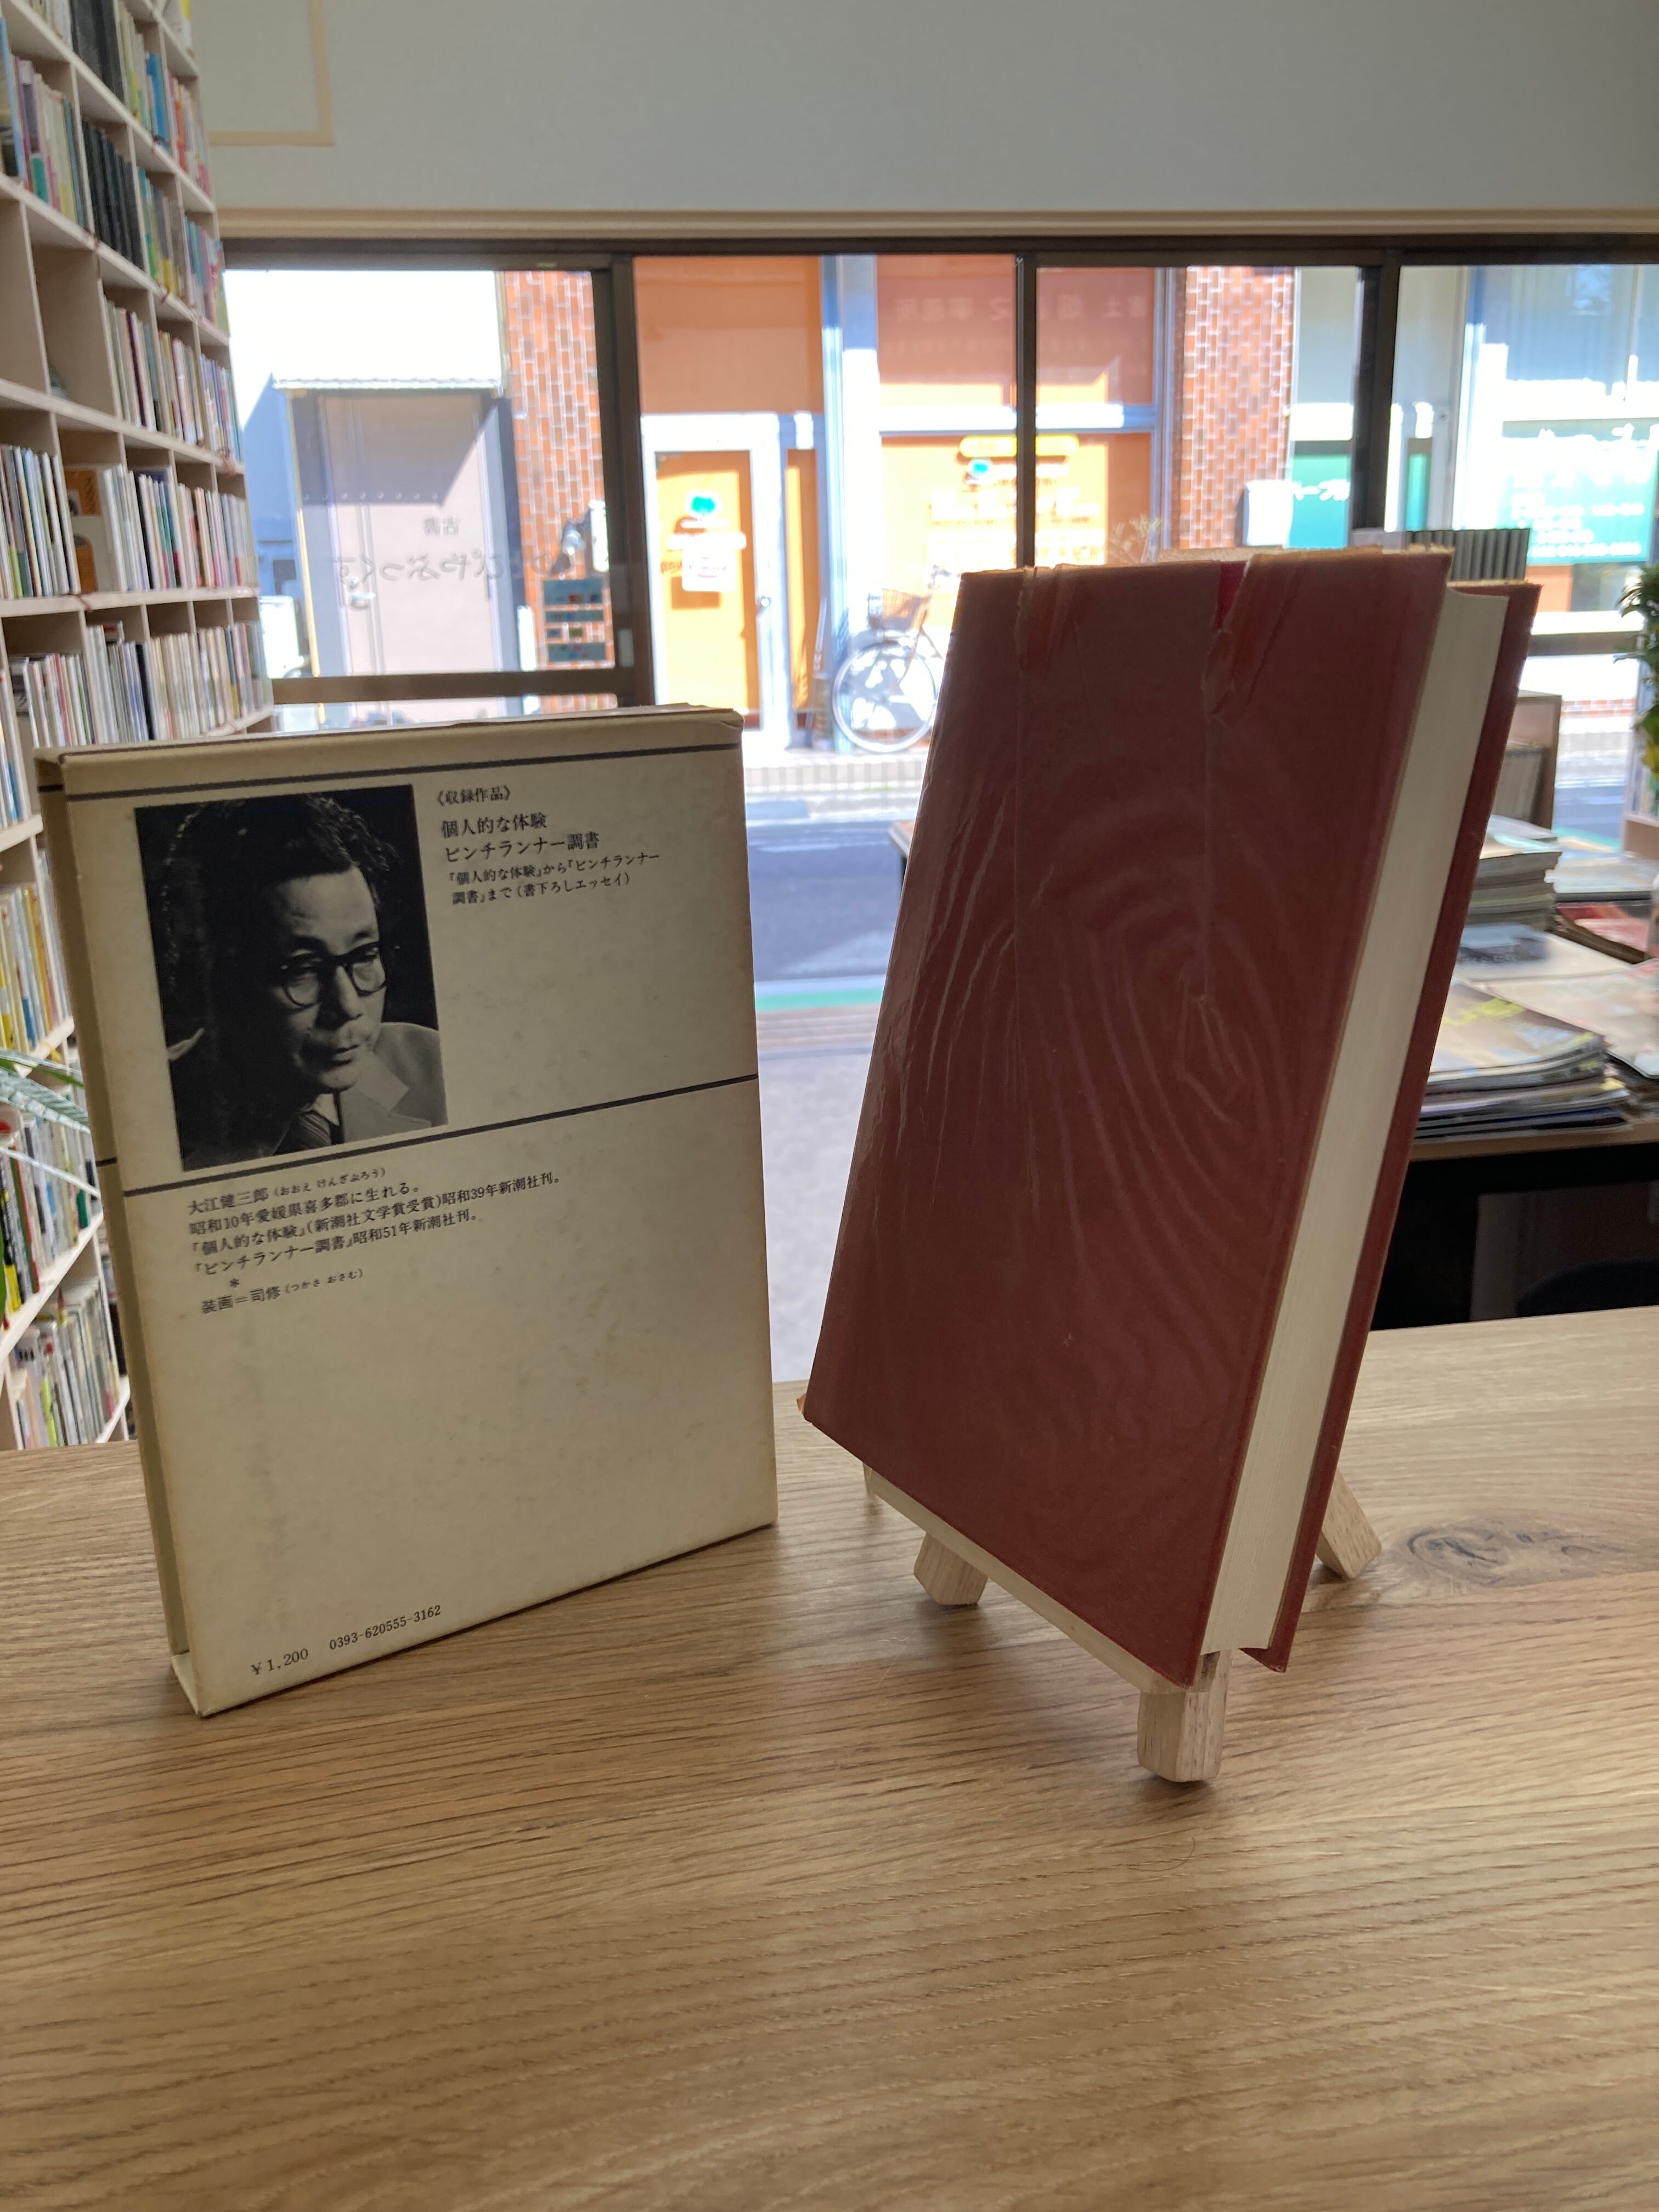 《収録作品》
個人的な体験
ピンチランナー調書
『個人的な体験』から『ピンチランナー
調書』まで(書下ろしエッセイ)
大江健三郎(おおえ けんざぶろう)
昭和10年愛媛県喜多郡に生れる。
『個人的な体験』(新潮社文学賞受賞)昭和39年新潮社刊。
『ピンチランナー調書』昭和51年新潮社刊。
*
装画=司修(つかさ おさむ)
¥1,200 0393-620555-3162